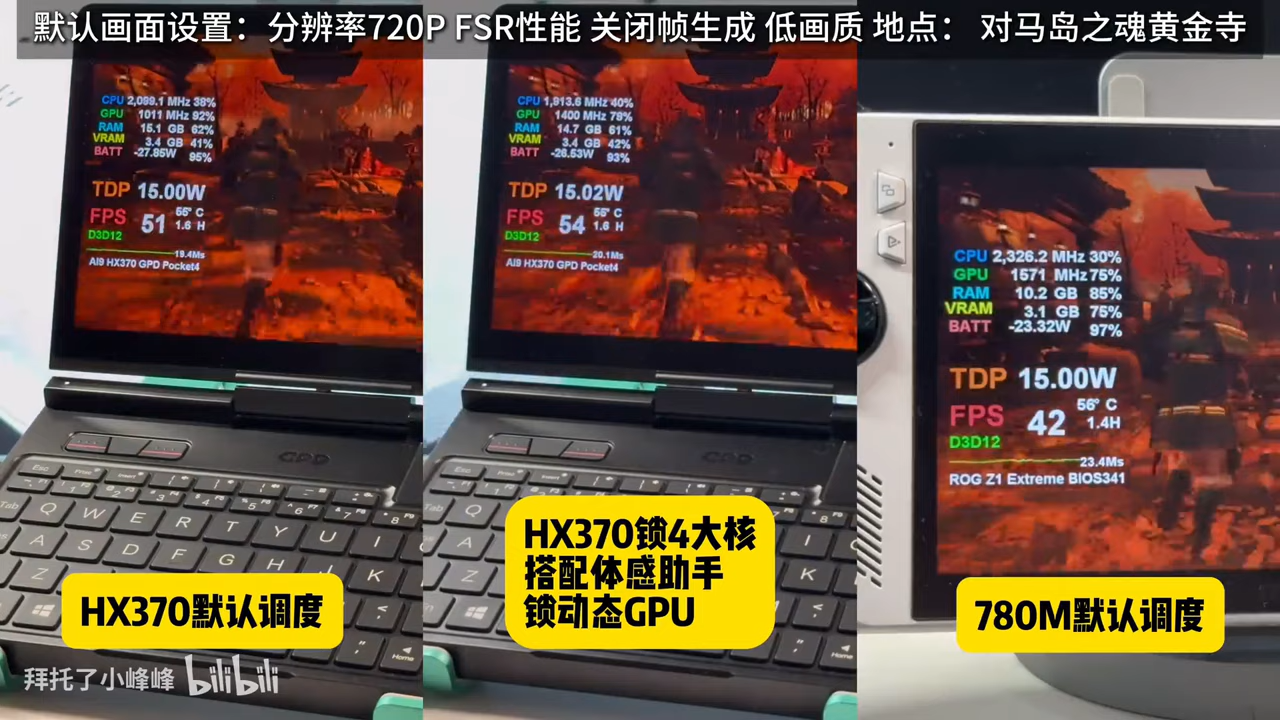 默认画面设置：分辨率720P FSR性能 关闭帧生成 低画质 地点： 对马岛之魂黄金寺
CPU 2,099.1 MHz 38%
GPU 1011 MHz 92%
RAM 15.1 GB 62%
VRAM 3.4 GB 41%
BATT -27.85W 95%
TDP 15.00W
FPS 51 55° C 1.6 H
D3D12
19.4Ms
AI9 HX370 GPD Pocket4
HX370默认调度
CPU 1,913.6 MHz 40%
GPU 1400 MHz 78%
RAM 14.7 GB 61%
VRAM 3.4 GB 42%
BATT -26.53W 93%
TDP 15.02W
FPS 54 55° C 1.6 H
D3D12
20.1Ms
AI9 HX370 GPD Pocket4
HX370锁4大核
搭配体感助手
锁动态GPU
CPU 2,326.2 MHz 30%
GPU 1571 MHz 75%
RAM 10.2 GB 85%
VRAM 3.1 GB 75%
BATT -23.32W 97%
TDP 15.00W
FPS 42 56° C 1.4H
D3D12
23.4Ms
ROG Z1 Extreme BIOS341
780M默认调度
GPD
Esc
Q W E R T Y U I
A S D F G H J K
Z
Home
GPD
Esc
Q
A
Z
K
Home
拜托了小峰峰 bilibili